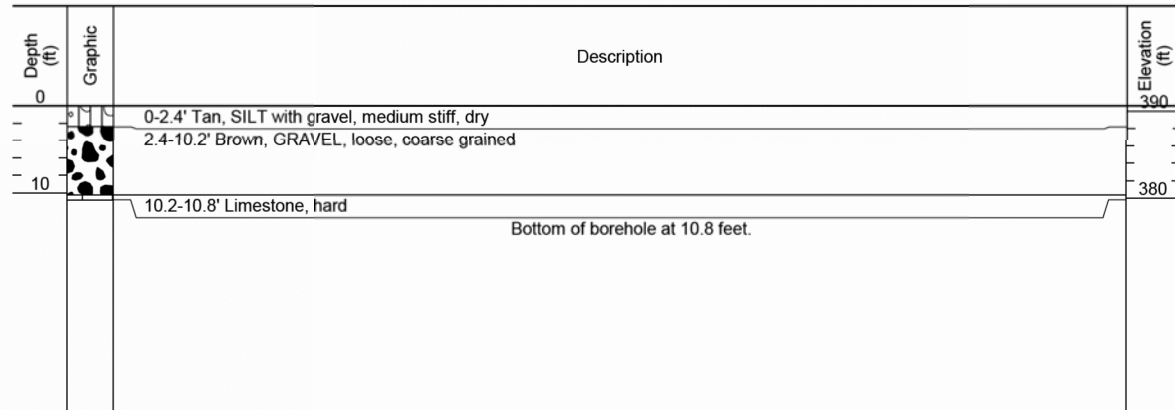 Depth
(ft)
Graphic
Description
Elevation
(ft)
0
390
0-2.4' Tan, SILT with gravel, medium stiff, dry
2.4-10.2' Brown, GRAVEL, loose, coarse grained
10
380
10.2-10.8' Limestone, hard
Bottom of borehole at 10.8 feet.